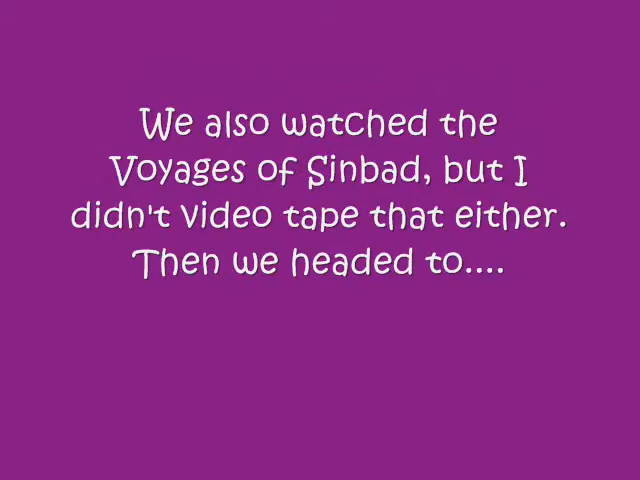 We also watched the
Voyages of Sinbad, but I
didn't video tape that either.
Then we headed to....